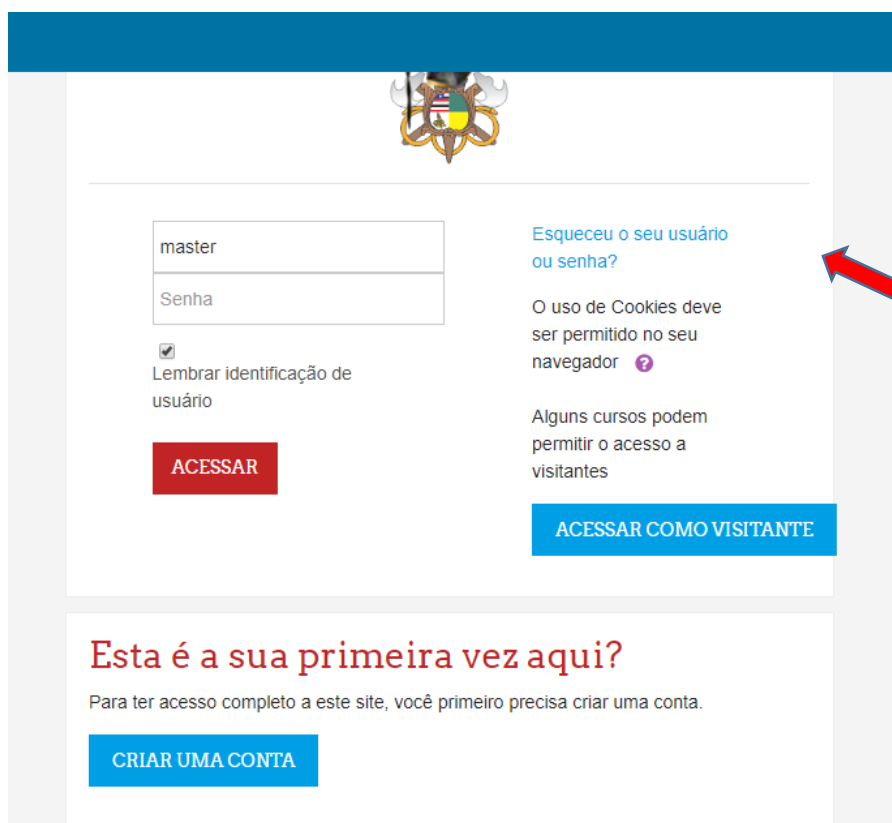 master
Senha
Lembrar identificação de
usuário
ACESSAR
Esqueceu o seu usuário
ou senha?
O uso de Cookies deve
ser permitido no seu
navegador ?
Alguns cursos podem
permitir o acesso a
visitantes
ACESSAR COMO VISITANTE
Esta é a sua primeira vez aqui?
Para ter acesso completo a este site, você primeiro precisa criar uma conta.
CRIAR UMA CONTA